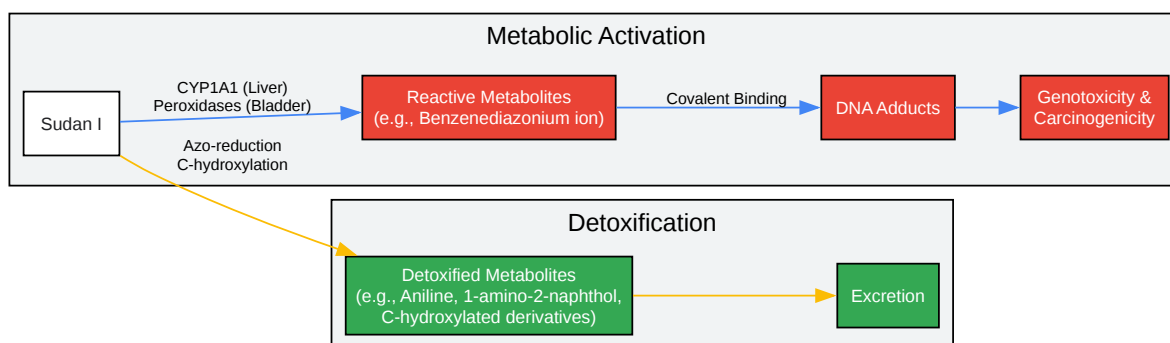 Metabolic Activation
Sudan I
CYP1A1 (Liver)
Peroxidases (Bladder)
Reactive Metabolites
(e.g., Benzenediazonium ion)
Covalent Binding
DNA Adducts
Genotoxicity &
Carcinogenicity
Azo-reduction
C-hydroxylation
Detoxification
Detoxified Metabolites
(e.g., Aniline, 1-amino-2-naphthol,
C-hydroxylated derivatives)
Excretion